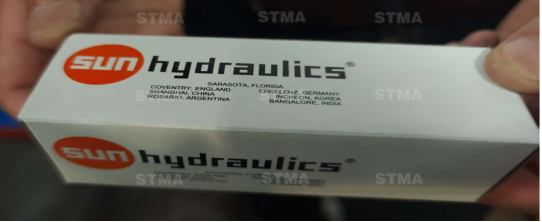 STMA STMA STMA
sun hydraulics®
SARASOTA, FLORIDA
COVENTRY, ENGLAND ERKELENZ, GERMANY
SHANGHAI, CHINA INCHEON, KOREA
ROSARIO, ARGENTINA BANGALORE, INDIA
STMA STMA STMA
sun hydraulics®
STMA STMA STMA